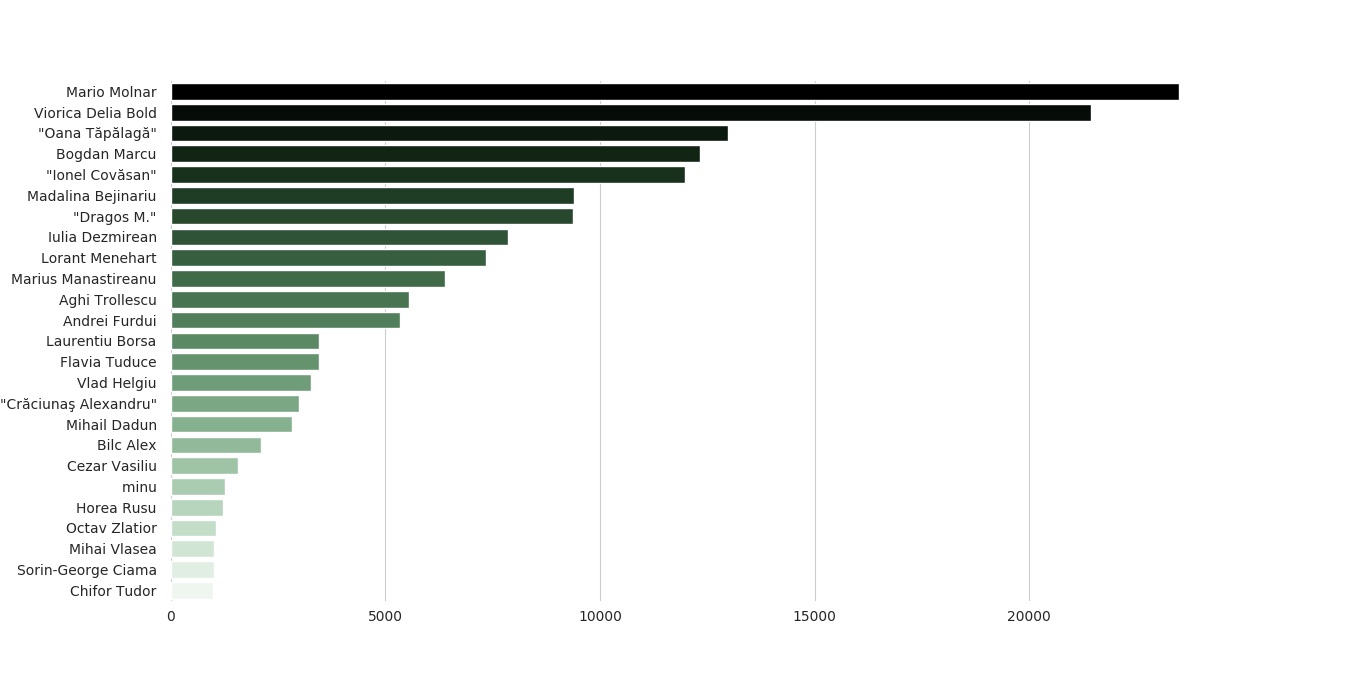 Mario Molnar
Viorica Delia Bold
"Oana Tăpălagă"
Bogdan Marcu
"Ionel Covăsan"
Madalina Bejinariu
"Dragos M."
Iulia Dezmirean
Lorant Menehart
Marius Manastireanu
Aghi Trollescu
Andrei Furdui
Laurentiu Borsa
Flavia Tuduce
Vlad Helgiu
"Crăciunaş Alexandru"
Mihail Dadun
Bilc Alex
Cezar Vasiliu
minu
Horea Rusu
Octav Zlatior
Mihai Vlasea
Sorin-George Ciama
Chifor Tudor
0 5000 10000 15000 20000